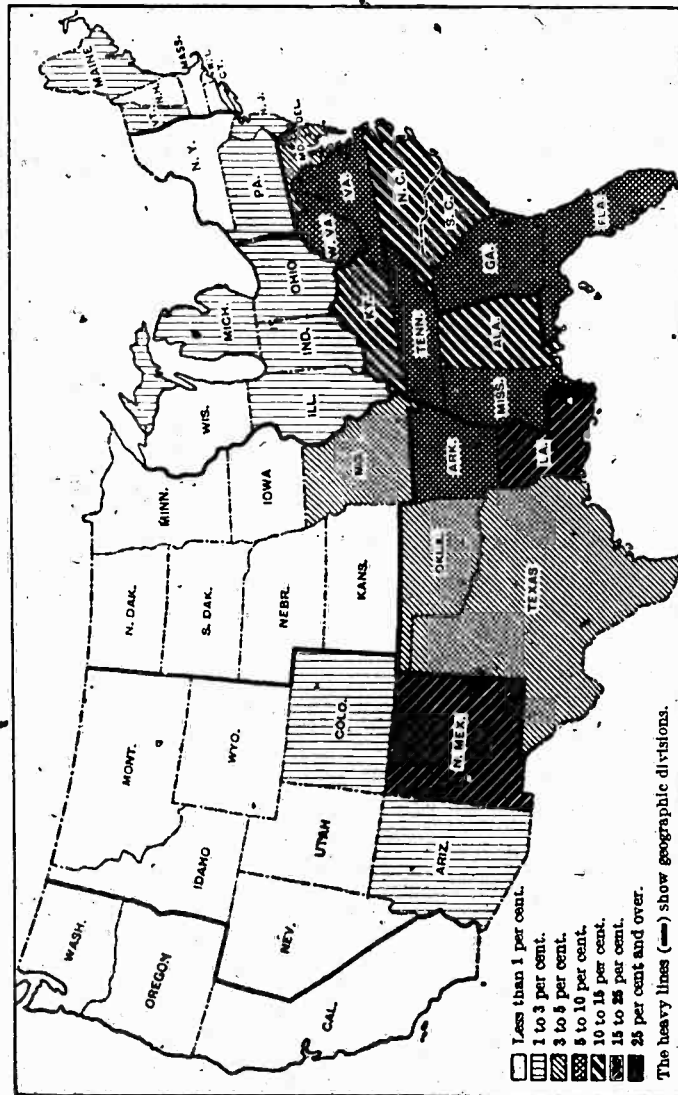 WASH.
OREGON
CAL.
NEV.
IDAHO
MONT.
WYO.
UTAH
COLO.
ARIZ.
N. MEX.
N. DAK.
S. DAK.
NEBR.
KANS.
OKLA.
TEXAS
MINN.
IOWA
ARK.
LA.
WIS.
ILL.
MICH.
IND.
OHIO
KY.
TENN.
MISS.
ALA.
GA.
FLA.
S.C.
N.C.
VA.
W. VA.
PA.
N.Y.
N.J.
DEL.
CT.
MASS.
N.H.
MAINE
Less than 1 per cent.
1 to 3 per cent.
3 to 5 per cent.
5 to 10 per cent.
10 to 15 per cent.
15 to 25 per cent.
25 per cent and over.
The heavy lines (▬) show geographic divisions.